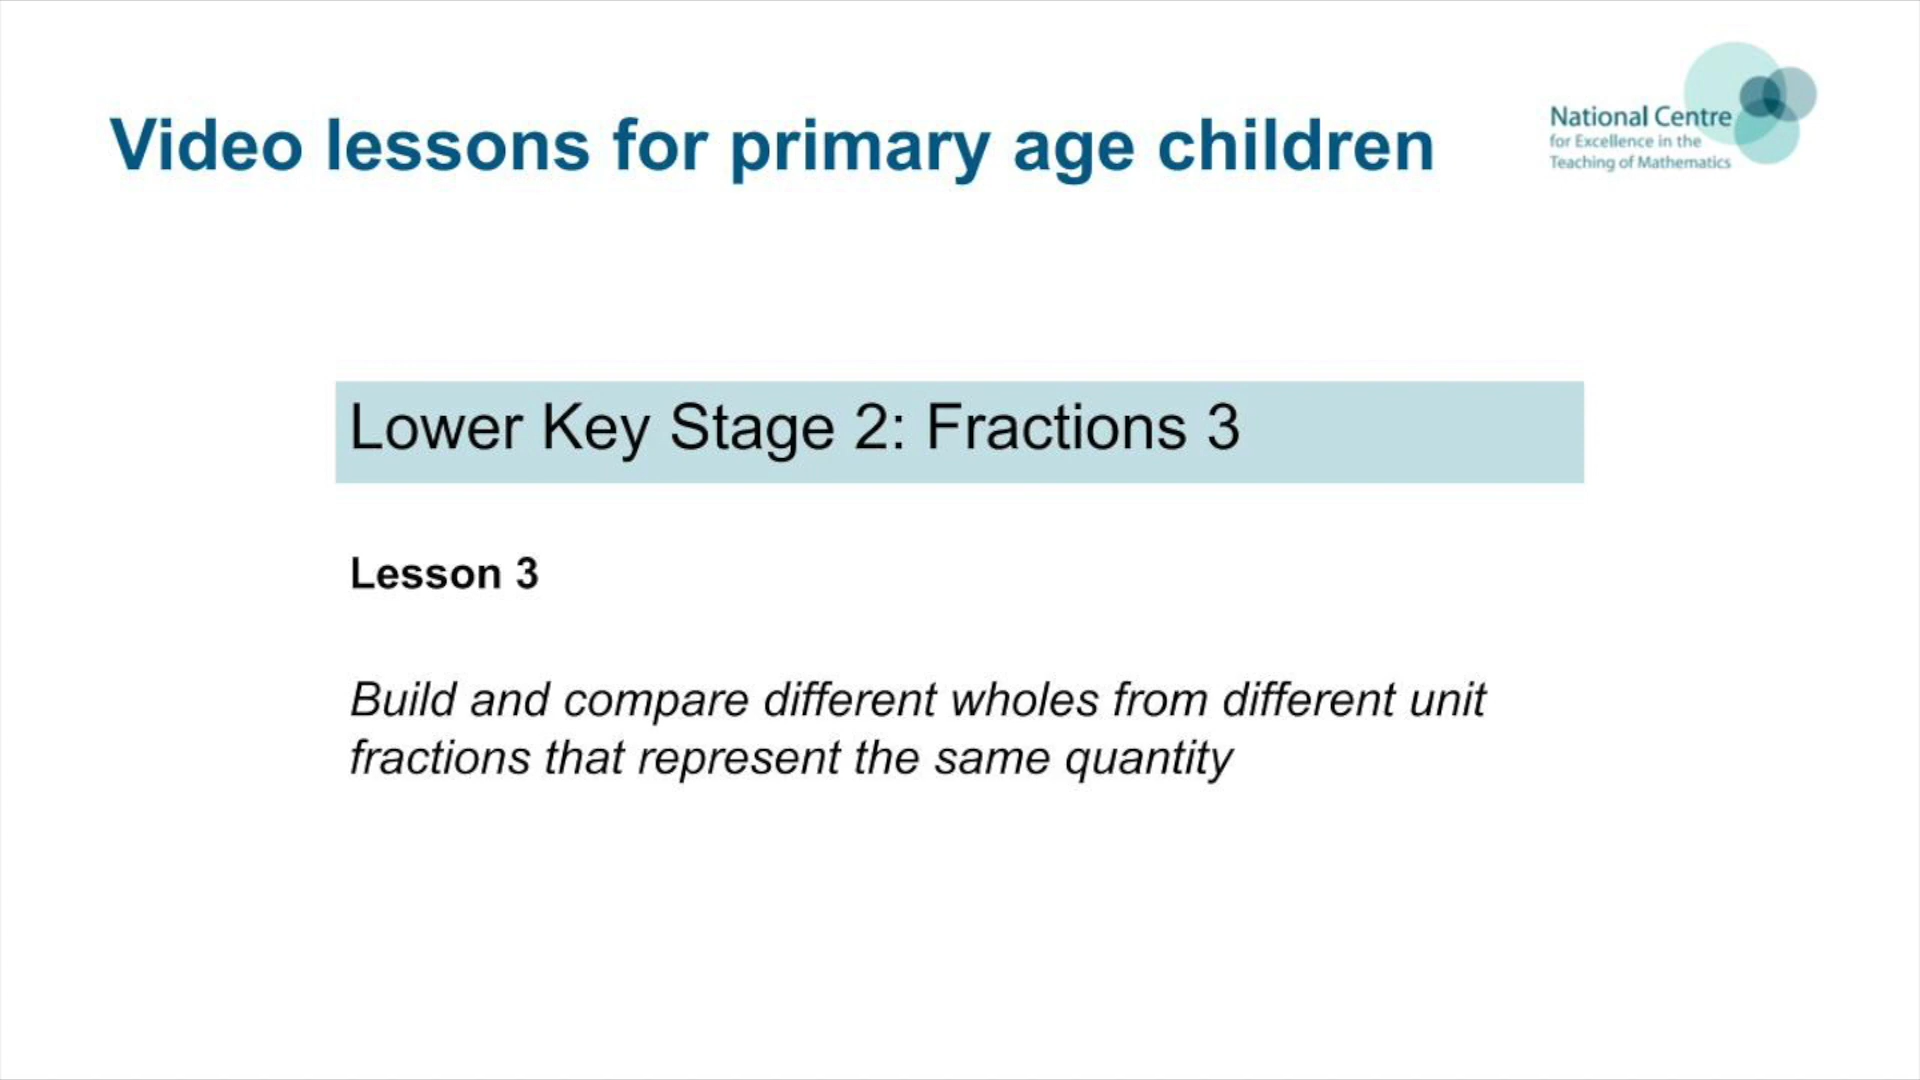 Video lessons for primary age children
National Centre
for Excellence in the
Teaching of Mathematics
Lower Key Stage 2: Fractions 3
Lesson 3
Build and compare different wholes from different unit
fractions that represent the same quantity